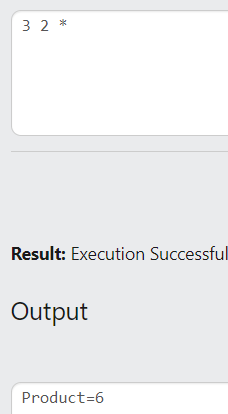 3 2 *
Result: Execution Successful
Output
Product=6